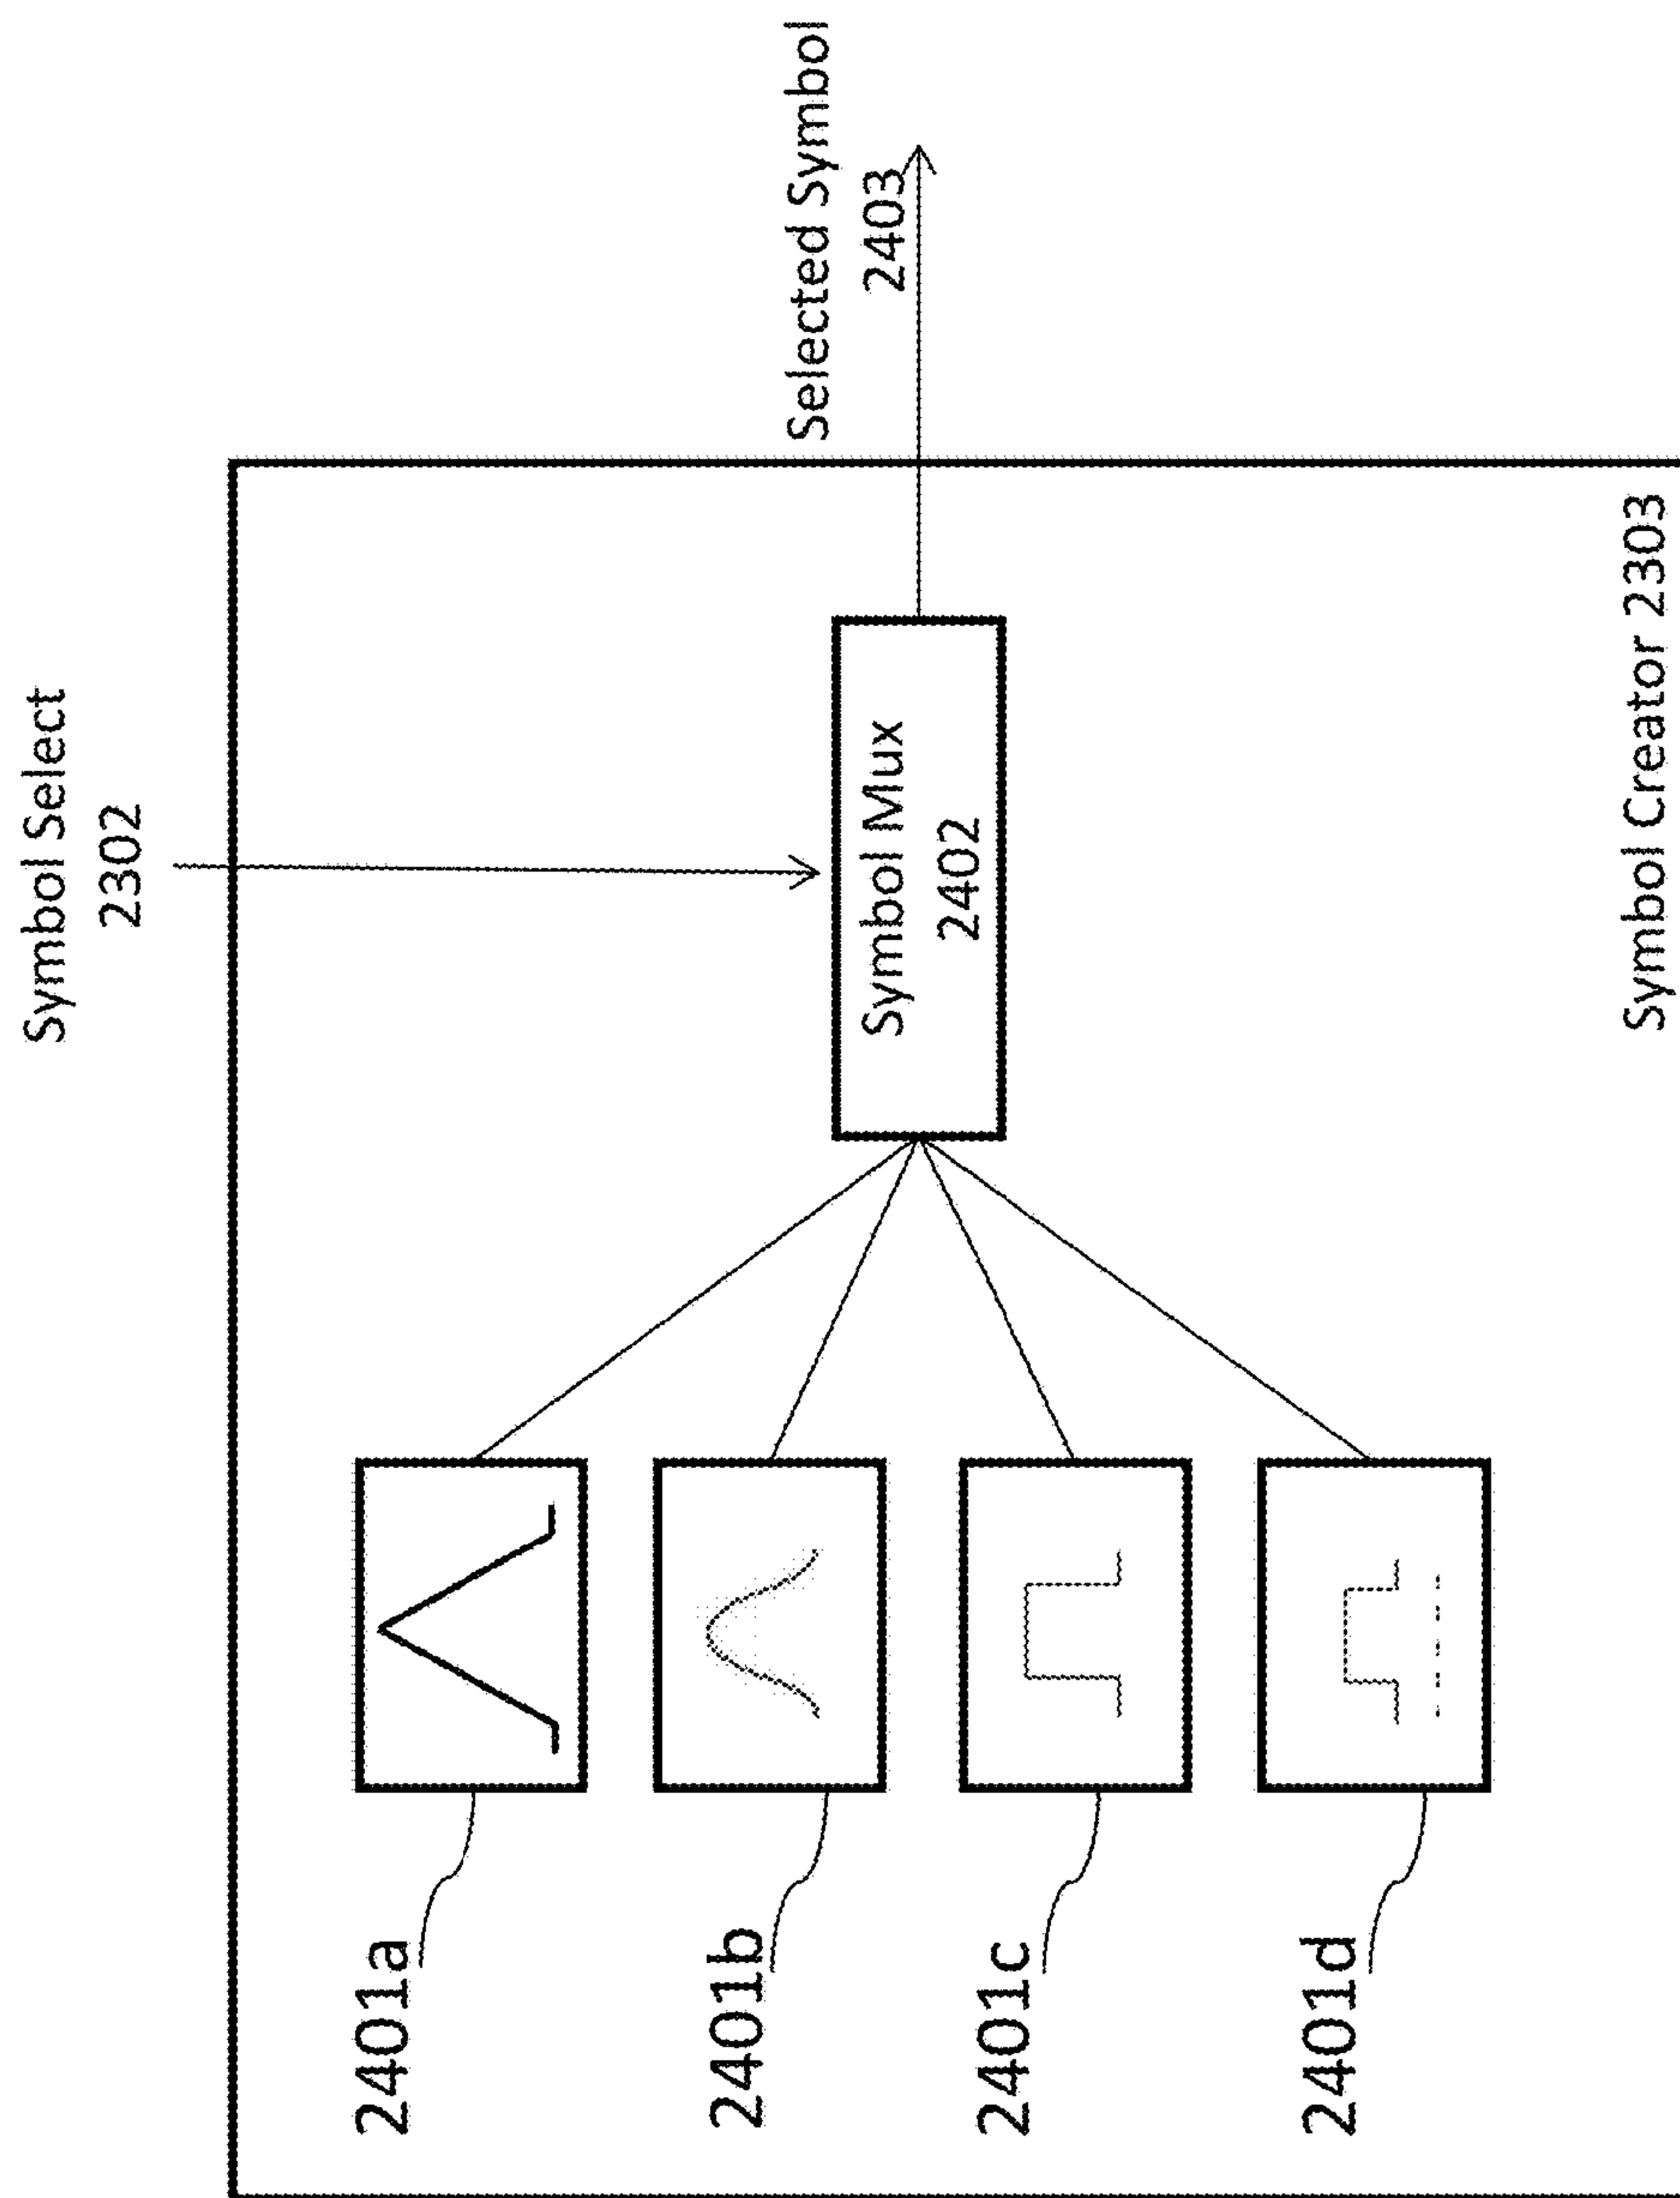 Symbol Select
2302
2401a
2401b
2401c
2401d
Symbol Mux
2402
Selected Symbol
2403
Symbol Creator 2303